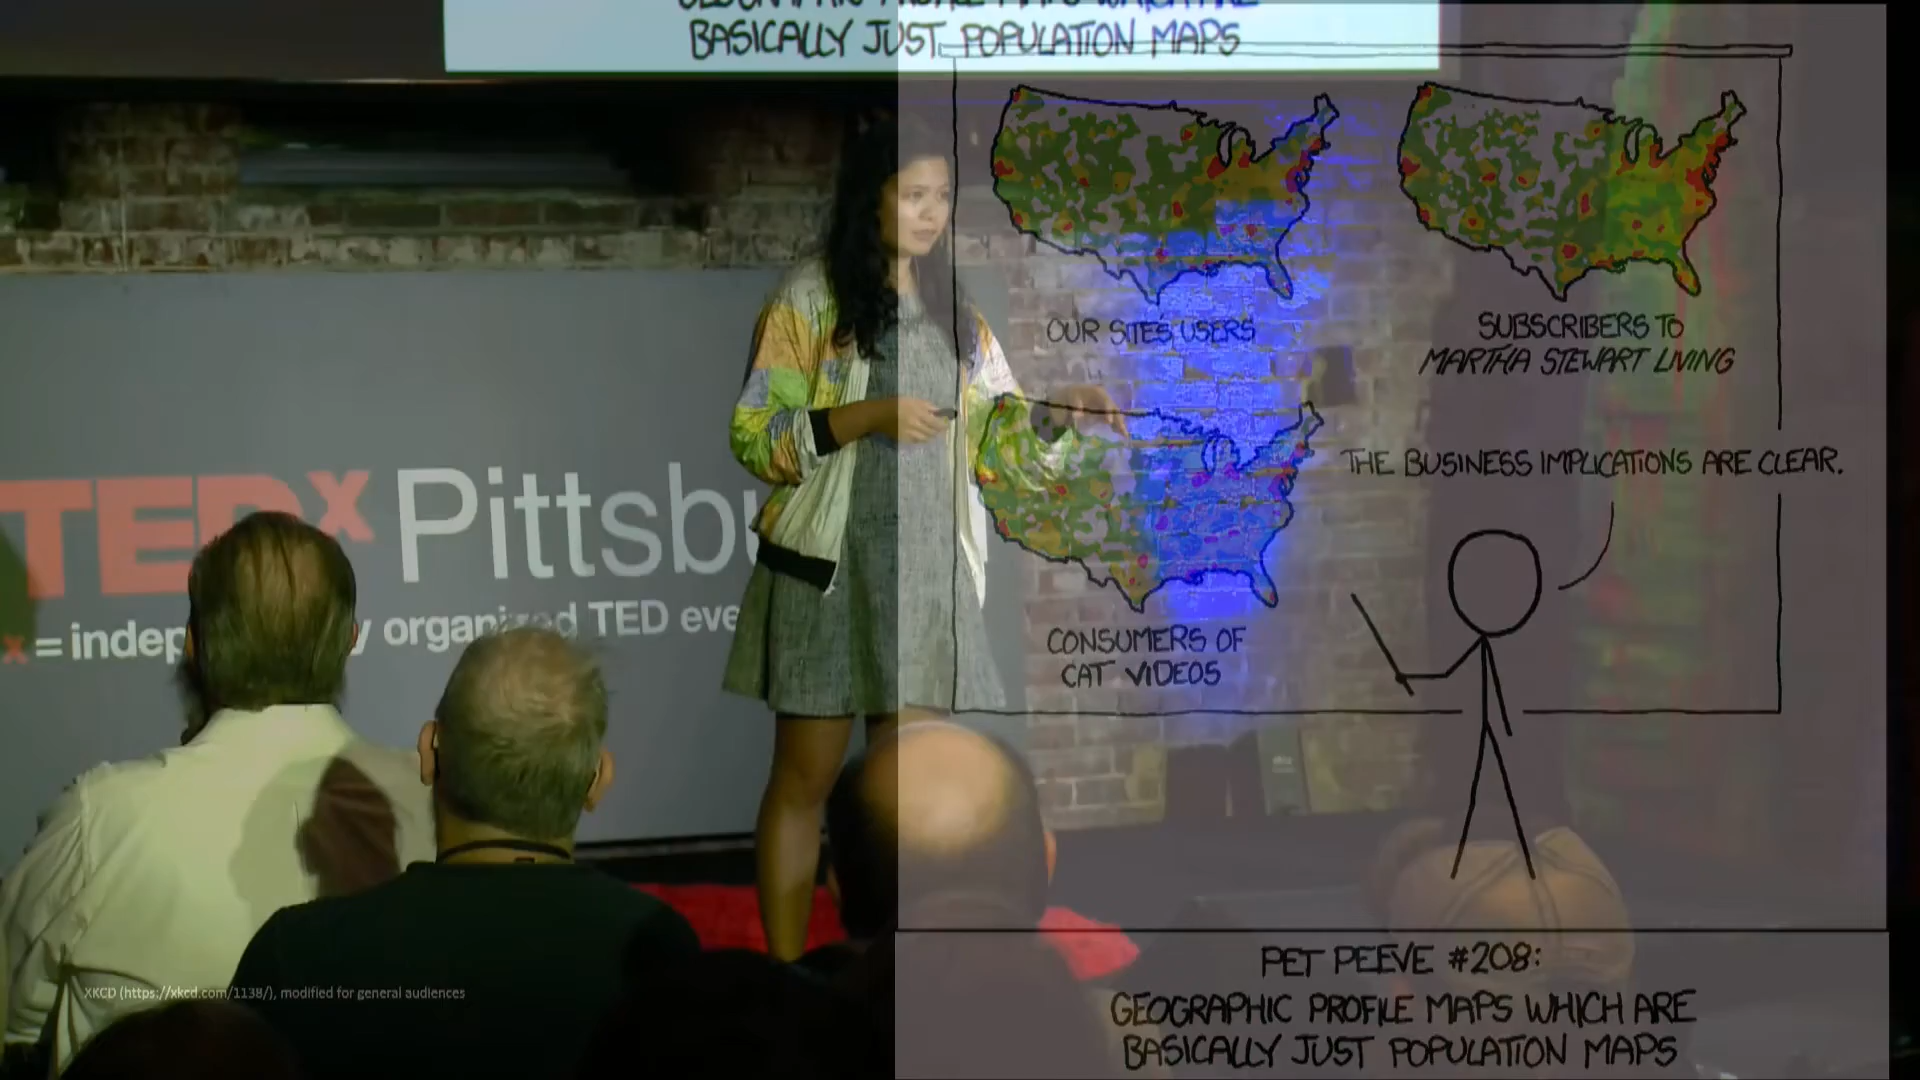 BASICALLY JUST POPULATION MAPS
OUR SITE'S USERS
SUBSCRIBERS TO
MARTHA STEWART LIVING
THE BUSINESS IMPLICATIONS ARE CLEAR.
CONSUMERS OF
CAT VIDEOS
PET PEEVE #208:
GEOGRAPHIC PROFILE MAPS WHICH ARE
BASICALLY JUST POPULATION MAPS
TEDx Pittsbu
x = indep y organized TED eve
XKCD (https://xkcd.com/1138/), modified for general audiences